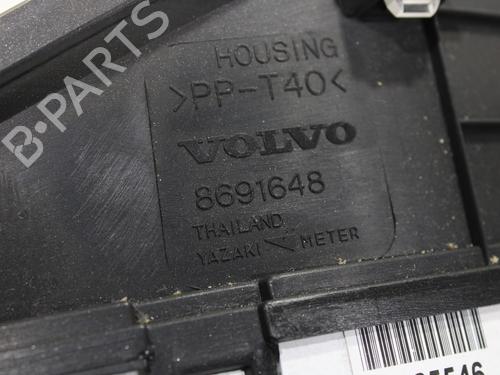 B-PARTS
HOUSING
>PP-T40<
VOLVO
8691648
THAILAND
YAZAKI METER